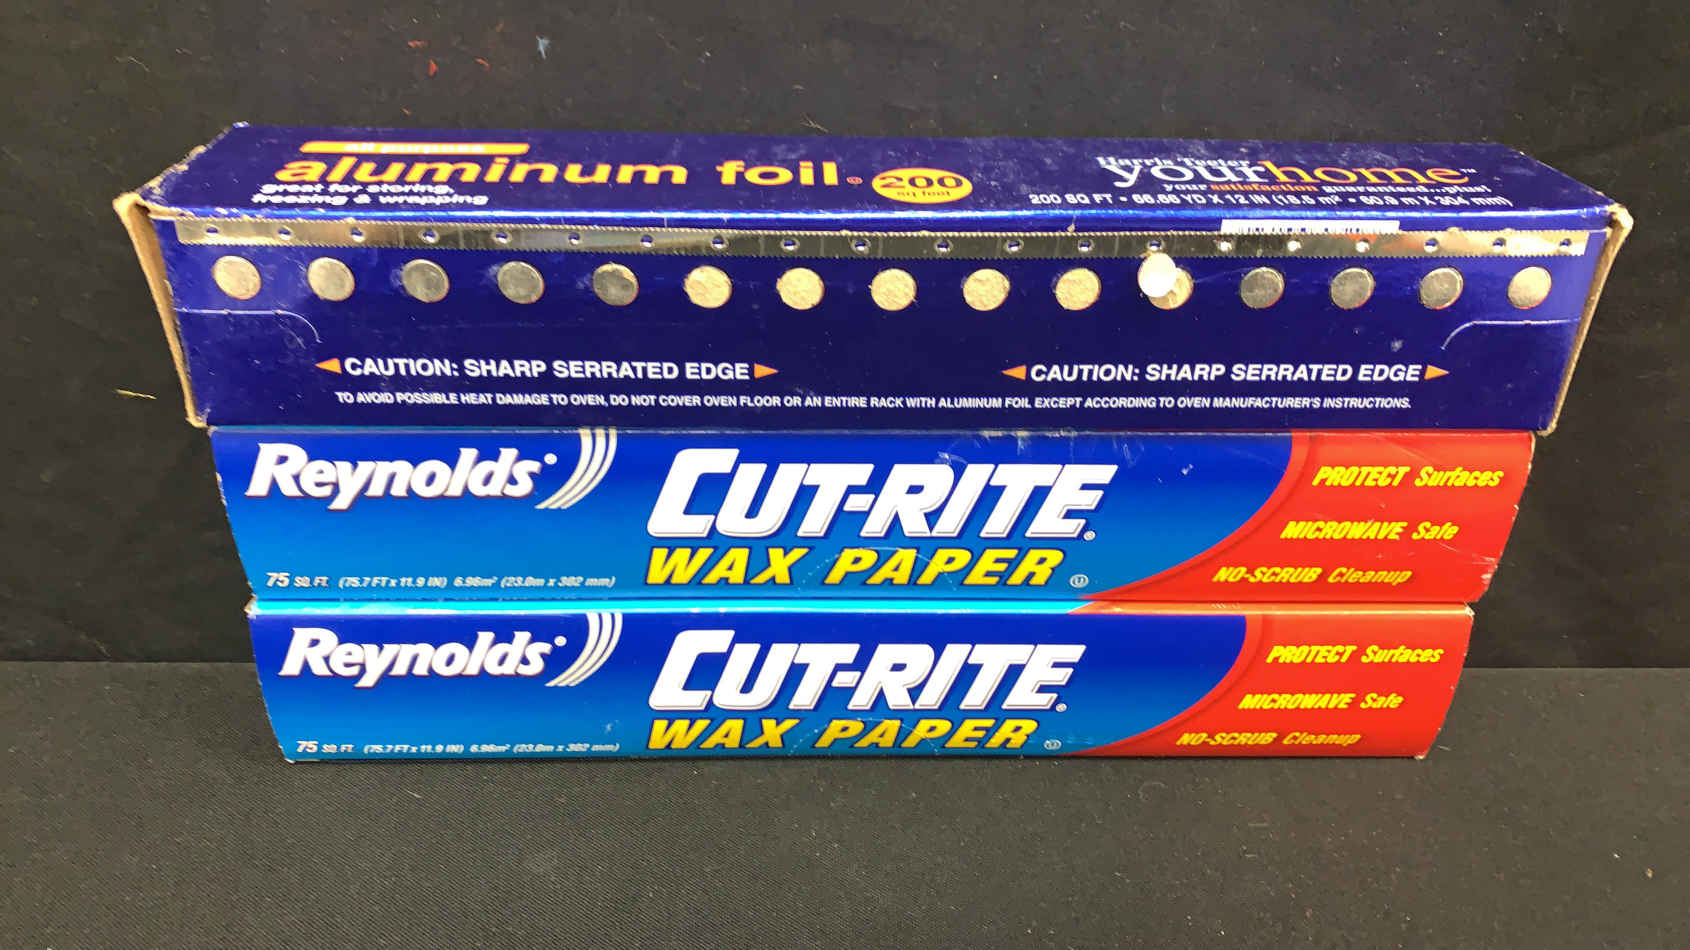 all purpose
aluminum foil
200
sq feet
great for storing,
freezing & wrapping
Harris Teeter
yourhome™
your satisfaction guaranteed...plus!
200 SQ FT • 66.66 YD X 12 IN (18.5 m² • 60.9 m X 304 mm)
CAUTION: SHARP SERRATED EDGE
CAUTION: SHARP SERRATED EDGE
TO AVOID POSSIBLE HEAT DAMAGE TO OVEN, DO NOT COVER OVEN FLOOR OR AN ENTIRE RACK WITH ALUMINUM FOIL EXCEPT ACCORDING TO OVEN MANUFACTURER'S INSTRUCTIONS.
Reynolds®
CUT-RITE®
WAX PAPER
75 SQ. FT. (75.7 FT x 11.9 IN) 6.96m² (23.0m x 302 mm)
PROTECT Surfaces
MICROWAVE Safe
NO-SCRUB Cleanup
Reynolds®
CUT-RITE®
WAX PAPER
75 SQ. FT. (75.7 FT x 11.9 IN) 6.96m² (23.0m x 302 mm)
PROTECT Surfaces
MICROWAVE Safe
NO-SCRUB Cleanup